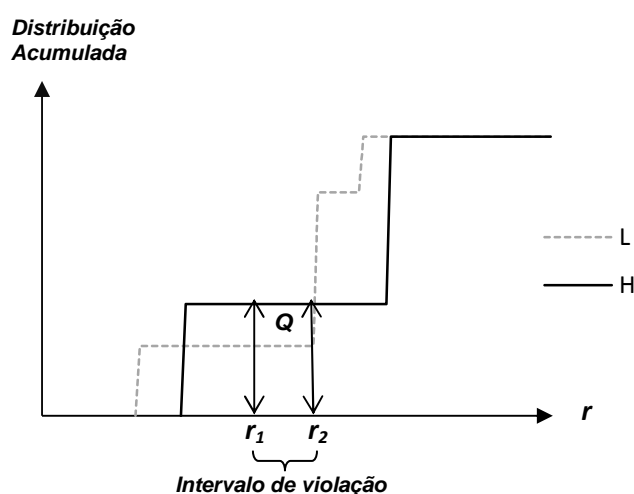 Distribuição
Acumulada
L
H
Q
r
r1 r2
Intervalo de violação